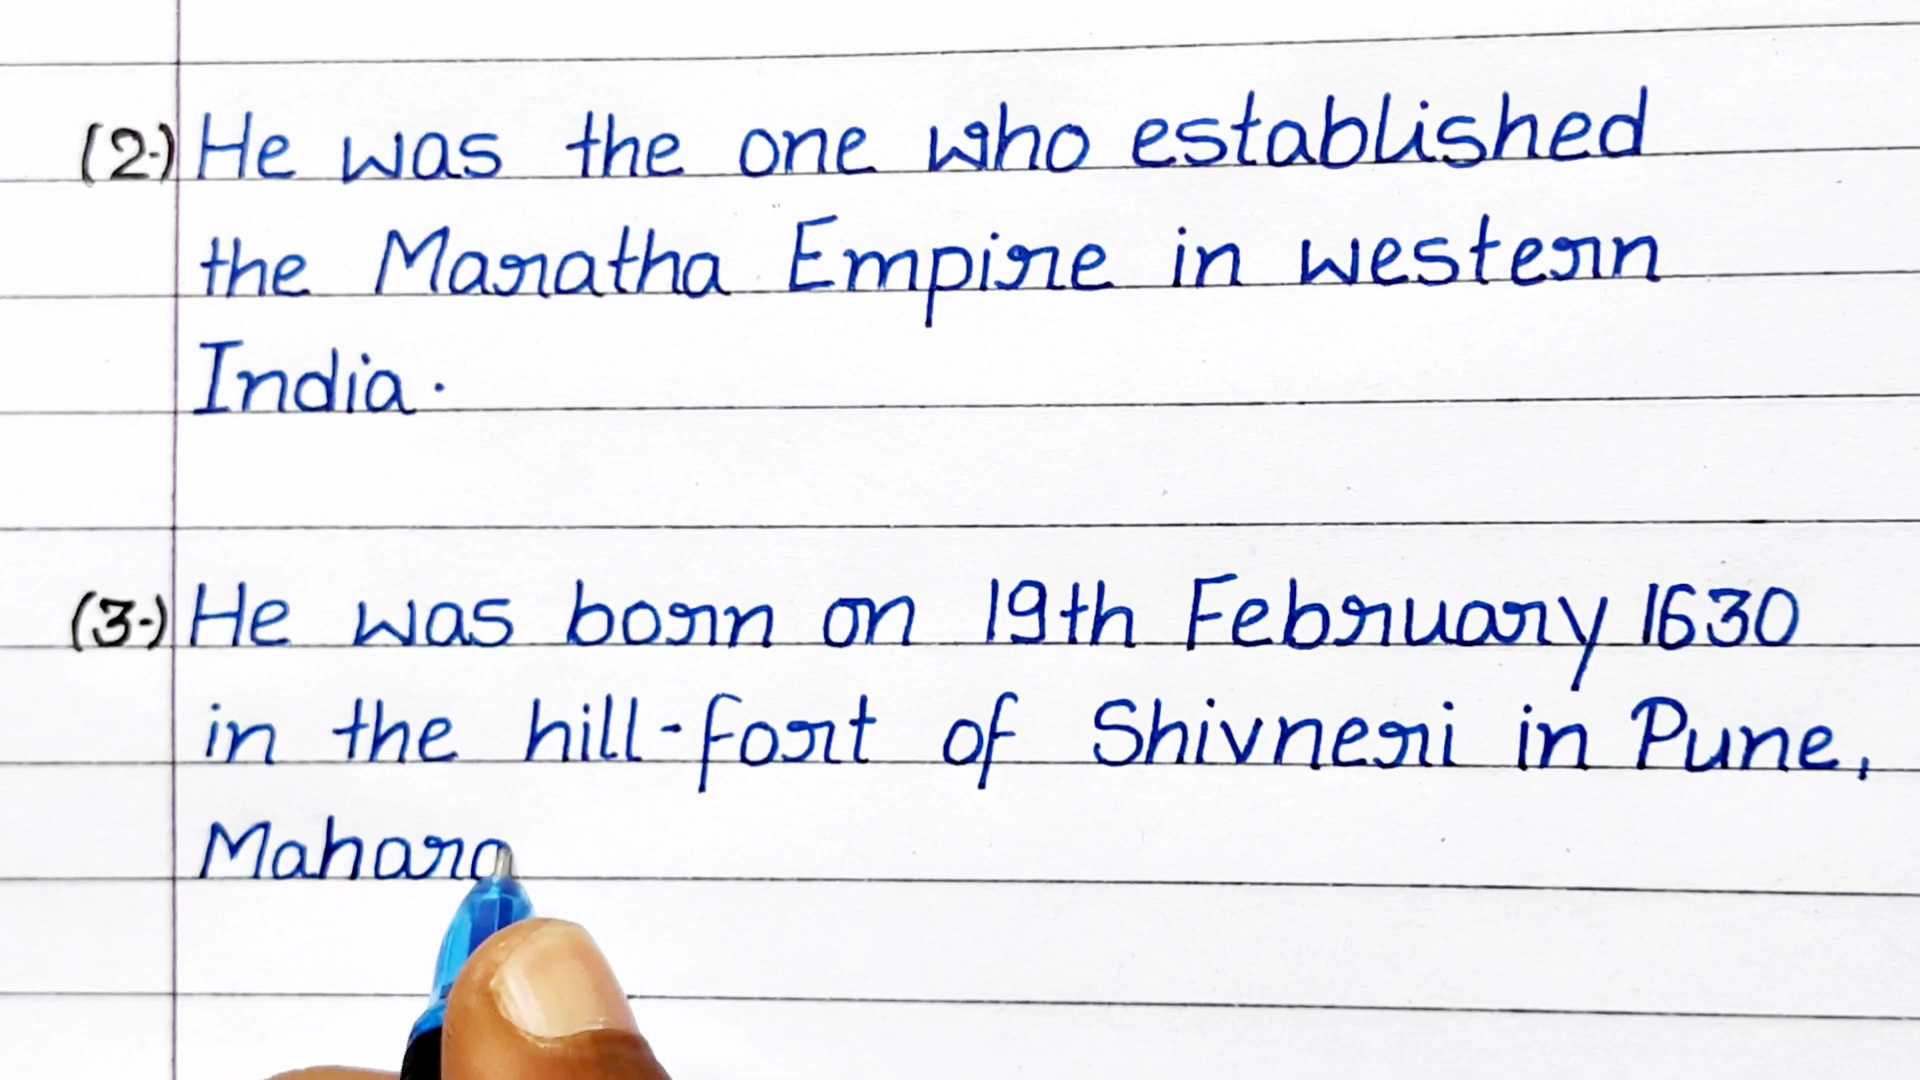 (2.) He was the one who established
the Maratha Empire in western
India.
(3.) He was born on 19th February 1630
in the hill-fort of Shivneri in Pune,
Mahara